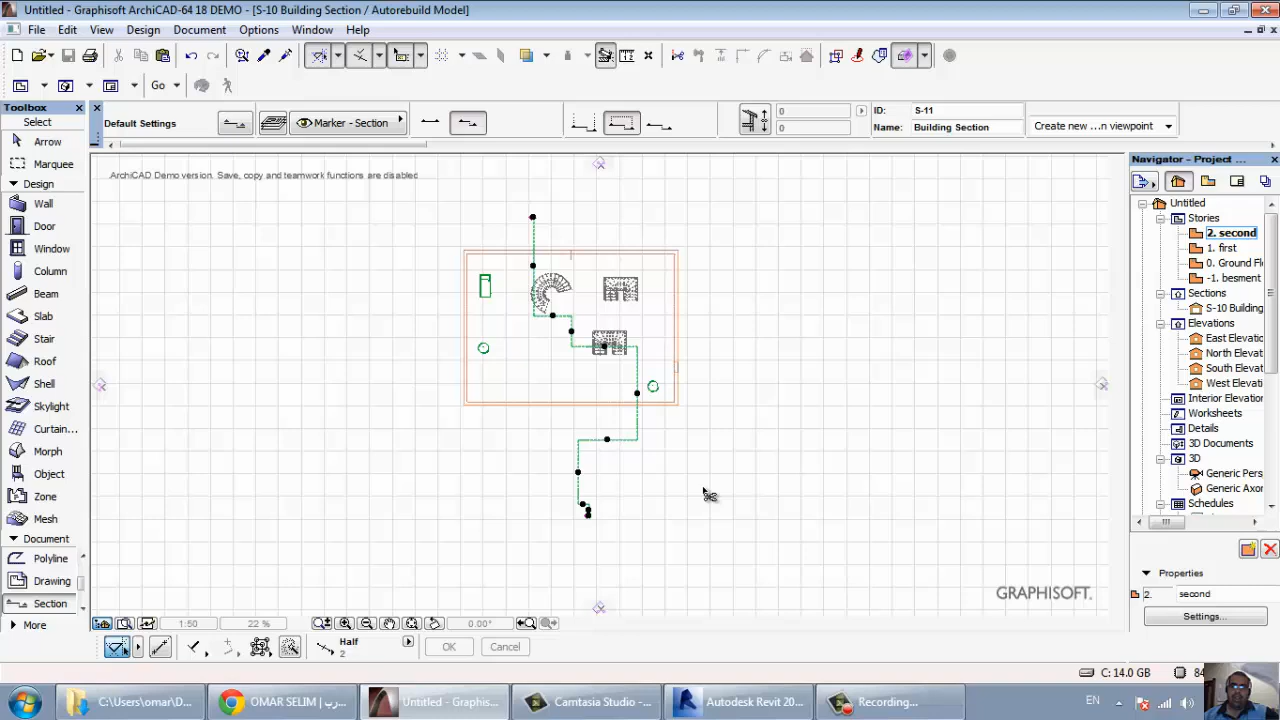 Untitled - Graphisoft ArchiCAD-64 18 DEMO - [S-10 Building Section / Autorebuild Model]
File Edit View Design Document Options Window Help
Go
Toolbox
Select
Arrow
Marquee
Design
Wall
Door
Window
Column
Beam
Slab
Stair
Roof
Shell
Skylight
Curtain...
Morph
Object
Zone
Mesh
Document
Polyline
Drawing
Section
More
Default Settings
Marker - Section
0
0
ID: S-11
Name: Building Section
Create new ...n viewpoint
ArchiCAD Demo version. Save, copy and teamwork functions are disabled
GRAPHISOFT.
Navigator - Project ...
Untitled
Stories
2. second
1. first
0. Ground Fl
-1. besment
Sections
S-10 Building
Elevations
East Elevati
North Elevat
South Elevat
West Elevati
Interior Elevation
Worksheets
Details
3D Documents
3D
Generic Pers
Generic Axon
Schedules
Properties
2. second
Settings...
1:50 22 % 0.00°
Half
2
OK Cancel
C: 14.0 GB 84
C:\Users\omar\D... OMAR SELIM | رب... Untitled - Graphis... Camtasia Studio -... Autodesk Revit 20... Recording... EN